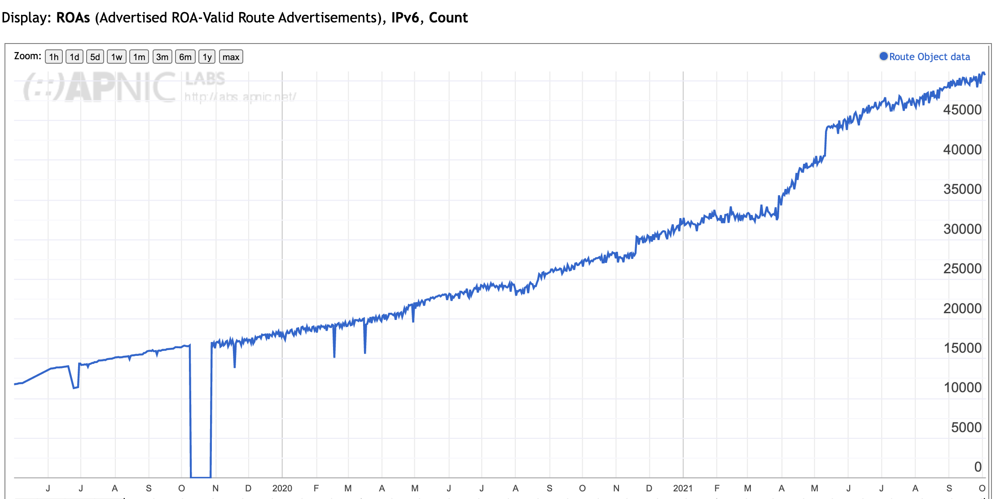 Display: ROAs (Advertised ROA-Valid Route Advertisements), IPv6, Count
Zoom: 1h 1d 5d 1w 1m 3m 6m 1y max
Route Object data
(::)APNIC LABS
http://labs.apnic.net/
45000
40000
35000
30000
25000
20000
15000
10000
5000
0
J J A S O N D 2020 F M A M J J A S O N D 2021 F M A M J J A S O